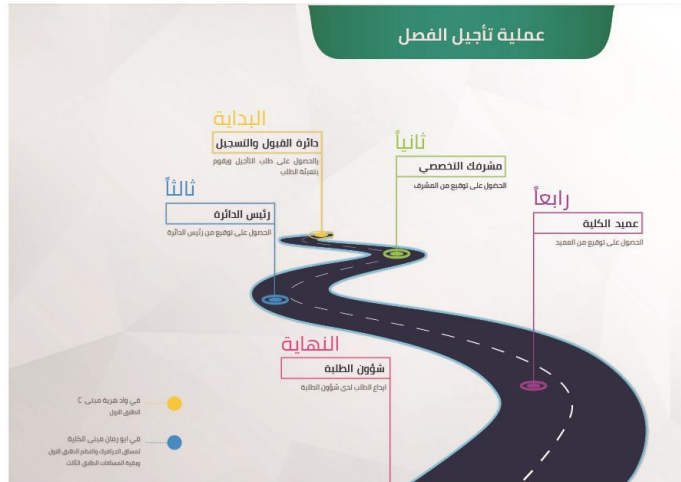 عملية تأجيل الفصل
البداية
دائرة القبول والتسجيل
بالحصول على طلب التأجيل ويقوم
بتعبئة الطلب
ثانياً
مشرفك التخصصي
الحصول على توقيع من المشرف
ثالثاً
رئيس الدائرة
الحصول على توقيع من رئيس الدائرة
رابعاً
عميد الكلية
الحصول على توقيع من العميد
النهاية
شؤون الطلبة
ايداع الطلب لدى شؤون الطلبة
في واد هرية مبنى C
الطابق الاول
في ابو رمان مبنى الكلية
لمساق الجرافيك والنظم الطابق الاول
وبقية المساقات الطابق الثالث